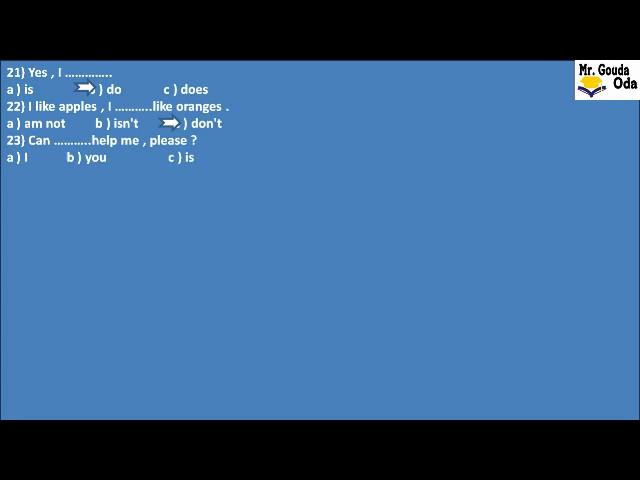 21) Yes , I …………..
a ) is ) do c ) does
22) I like apples , I ………..like oranges .
a ) am not b ) isn't ) don't
23) Can ………..help me , please ?
a ) I b ) you c ) is
Mr. Gouda
Oda